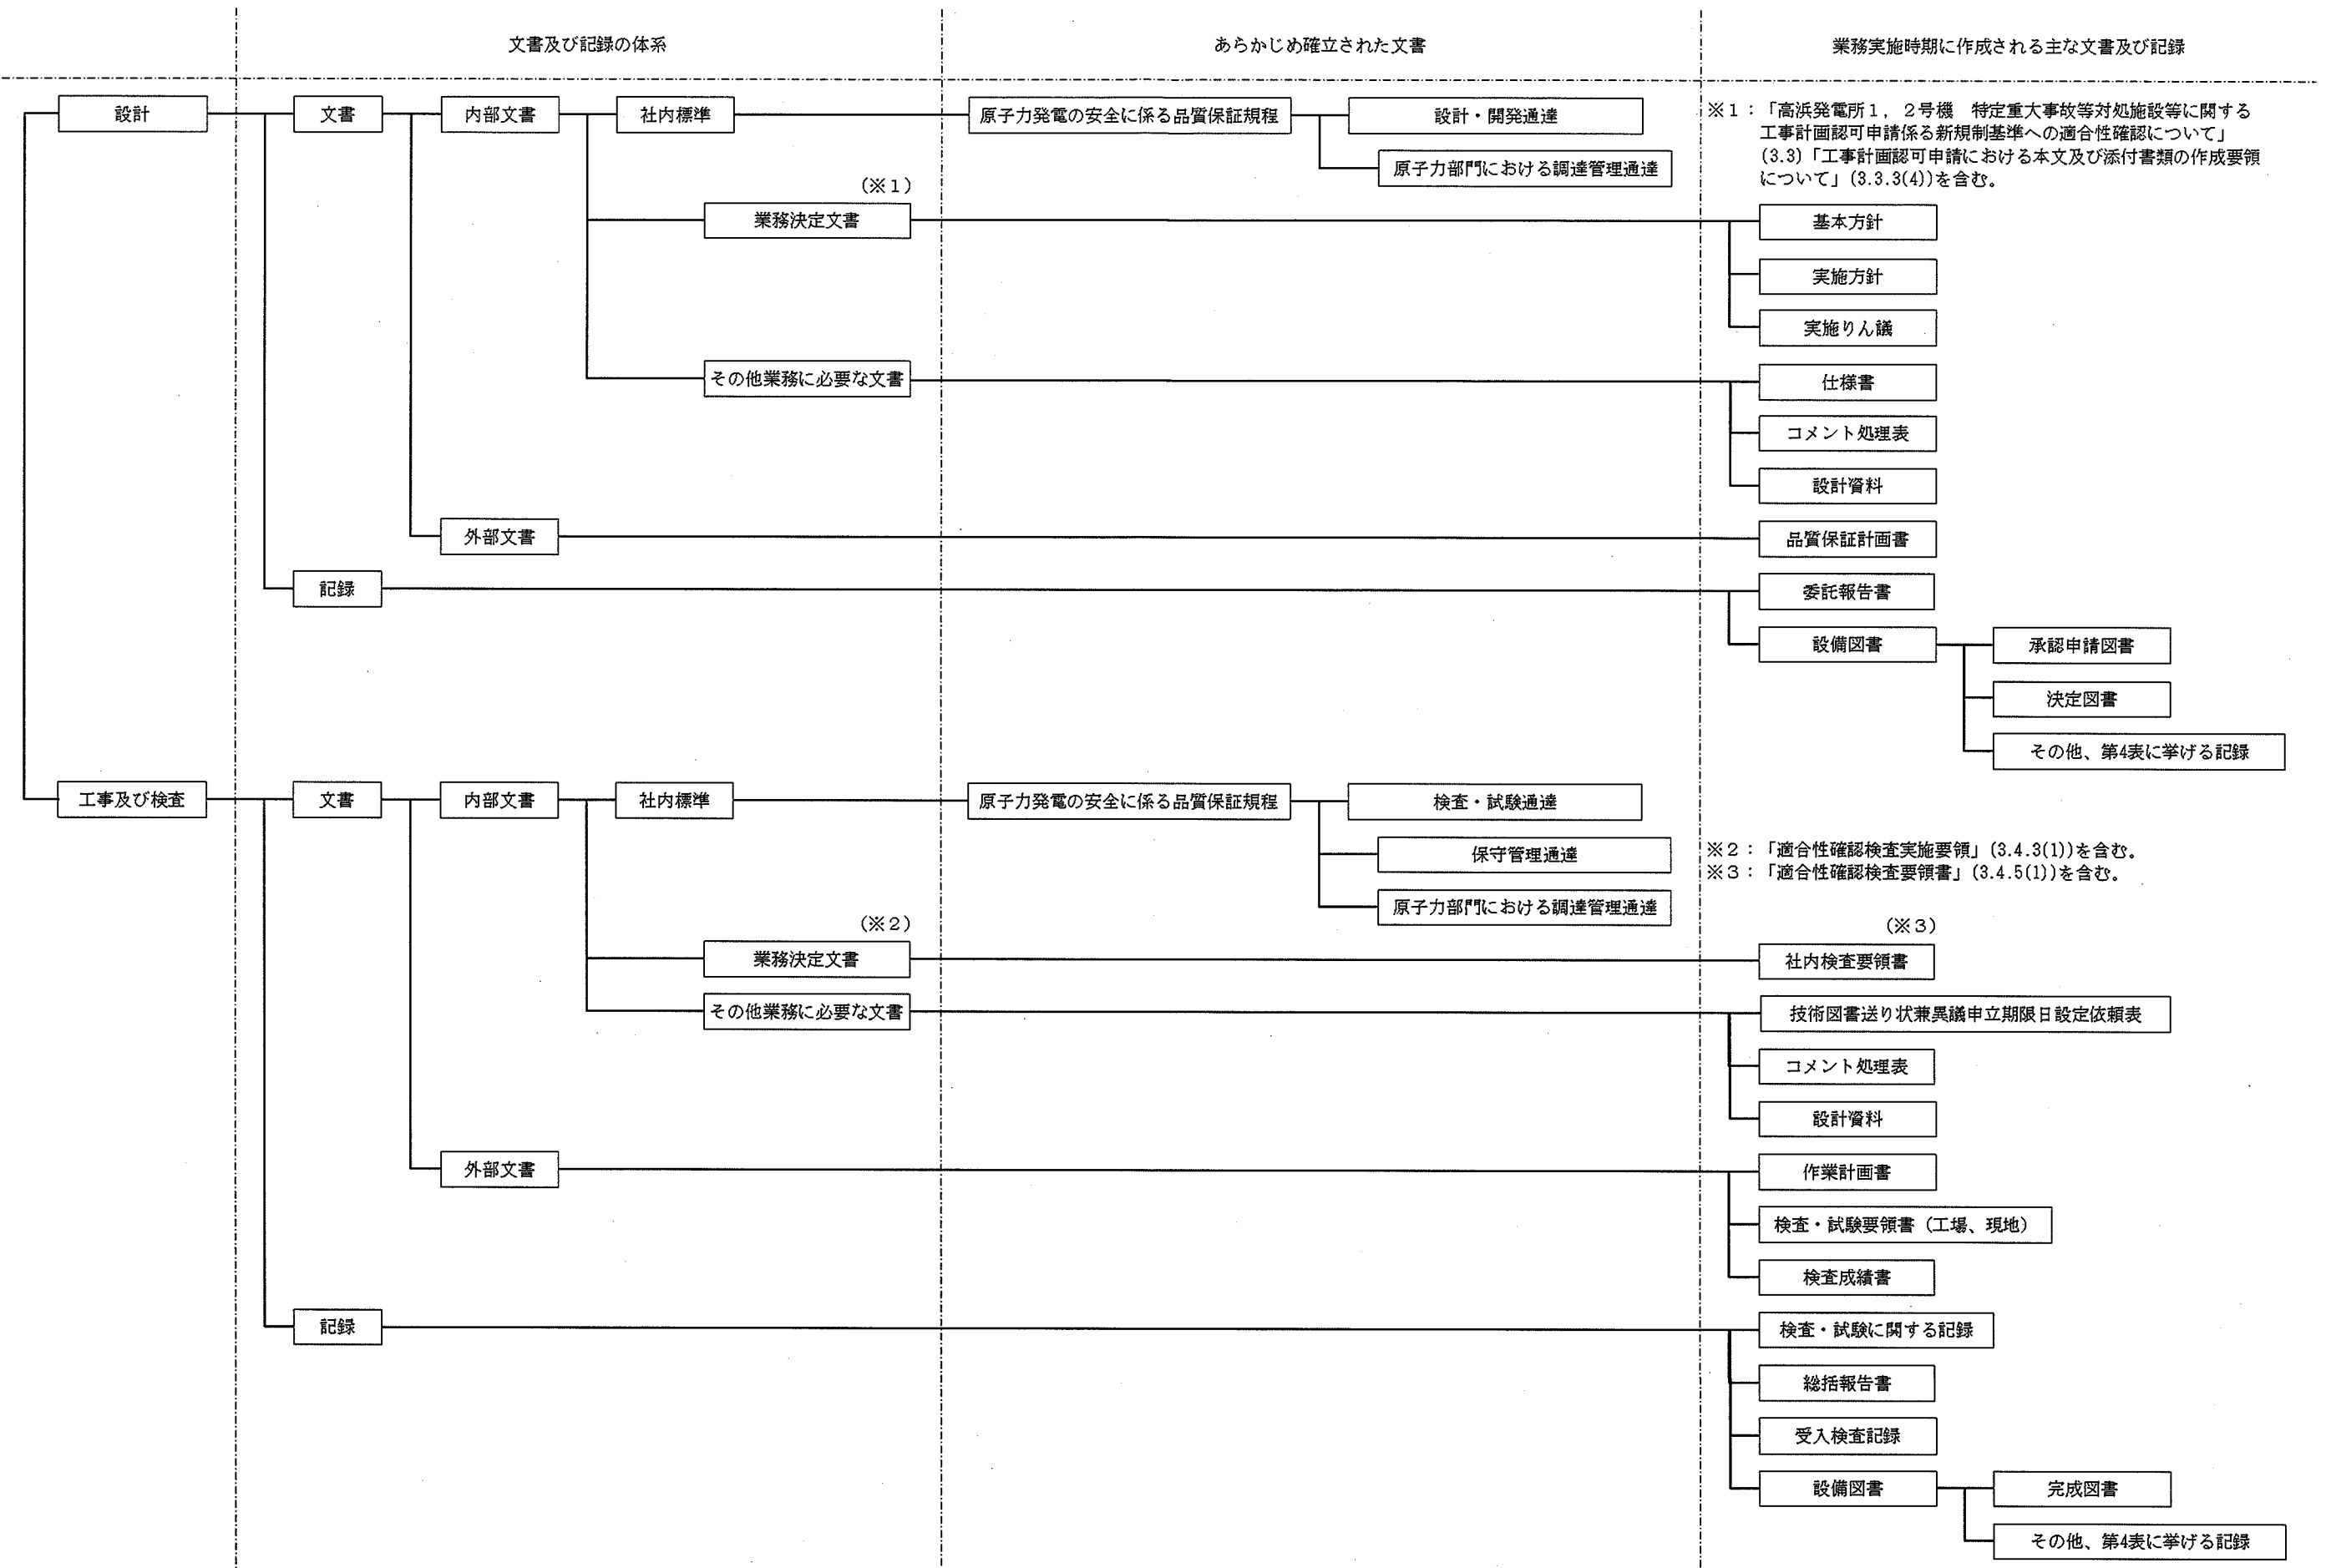 文書及び記録の体系
あらかじめ確立された文書
業務実施時期に作成される主な文書及び記録
設計
文書
内部文書
社内標準
原子力発電の安全に係る品質保証規程
設計・開発通達
原子力部門における調達管理通達
※1：「高浜発電所1，2号機　特定重大事故等対処施設等に関する
工事計画認可申請係る新規制基準への適合性確認について」
(3.3)「工事計画認可申請における本文及び添付書類の作成要領
について」(3.3.3(4))を含む。
(※1)
業務決定文書
基本方針
実施方針
実施りん議
その他業務に必要な文書
仕様書
コメント処理表
設計資料
外部文書
品質保証計画書
記録
委託報告書
設備図書
承認申請図書
決定図書
その他、第4表に挙げる記録
工事及び検査
文書
内部文書
社内標準
原子力発電の安全に係る品質保証規程
検査・試験通達
保守管理通達
原子力部門における調達管理通達
※2：「適合性確認検査実施要領」(3.4.3(1))を含む。
※3：「適合性確認検査要領書」(3.4.5(1))を含む。
(※2)
(※3)
業務決定文書
社内検査要領書
その他業務に必要な文書
技術図書送り状兼異議申立期限日設定依頼表
コメント処理表
設計資料
外部文書
作業計画書
検査・試験要領書（工場、現地）
検査成績書
記録
検査・試験に関する記録
総括報告書
受入検査記録
設備図書
完成図書
その他、第4表に挙げる記録